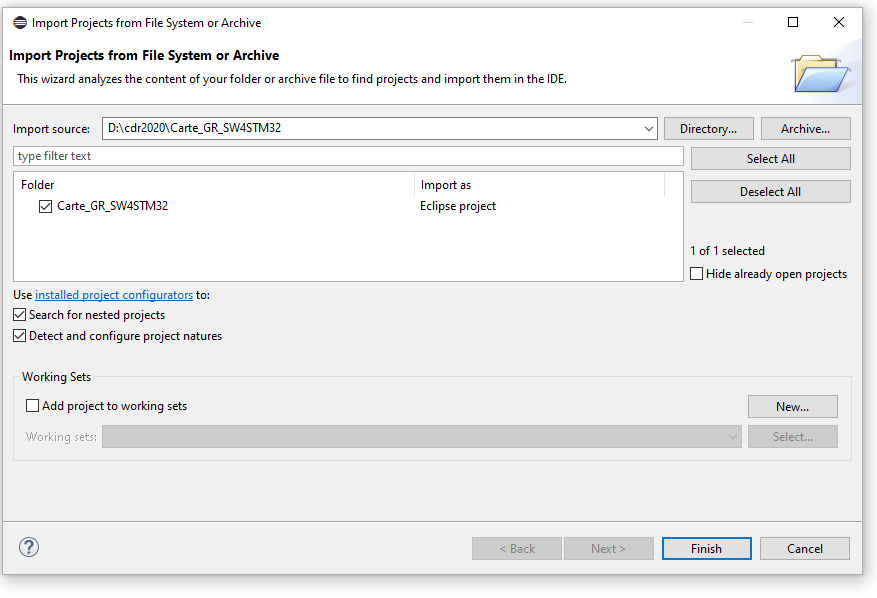 Import Projects from File System or Archive
Import Projects from File System or Archive
This wizard analyzes the content of your folder or archive file to find projects and import them in the IDE.
Import source: D:\cdr2020\Carte_GR_SW4STM32 Directory... Archive...
type filter text Select All
Folder Import as Deselect All
Carte_GR_SW4STM32 Eclipse project
1 of 1 selected
Hide already open projects
Use installed project configurators to:
Search for nested projects
Detect and configure project natures
Working Sets
Add project to working sets New...
Working sets: Select...
? < Back Next > Finish Cancel